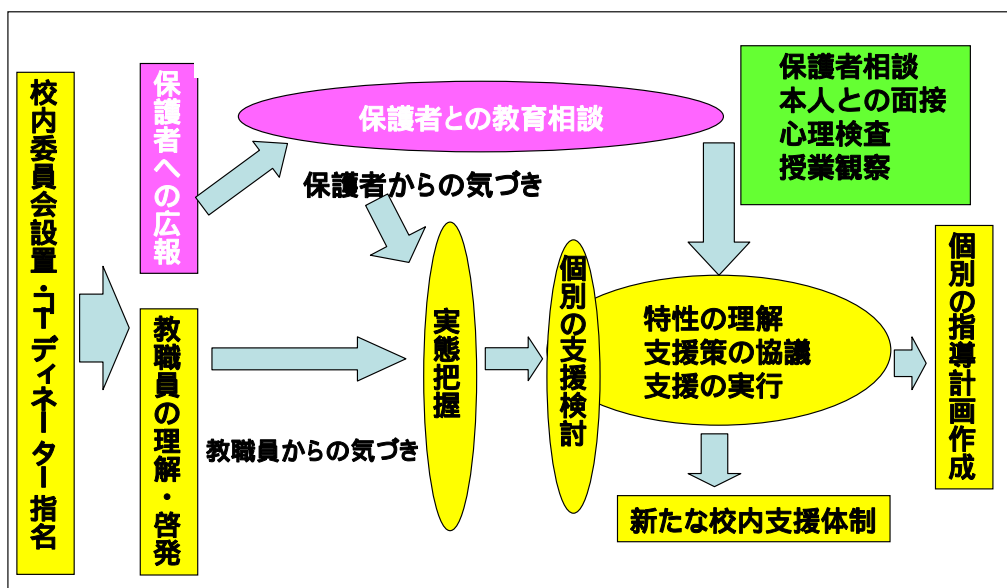 校内委員会設置・コーディネーター指名
保護者への広報
教職員の理解・啓発
保護者との教育相談
保護者からの気づき
教職員からの気づき
実態把握
個別の支援検討
保護者相談
本人との面接
心理検査
授業観察
特性の理解
支援策の協議
支援の実行
新たな校内支援体制
個別の指導計画作成